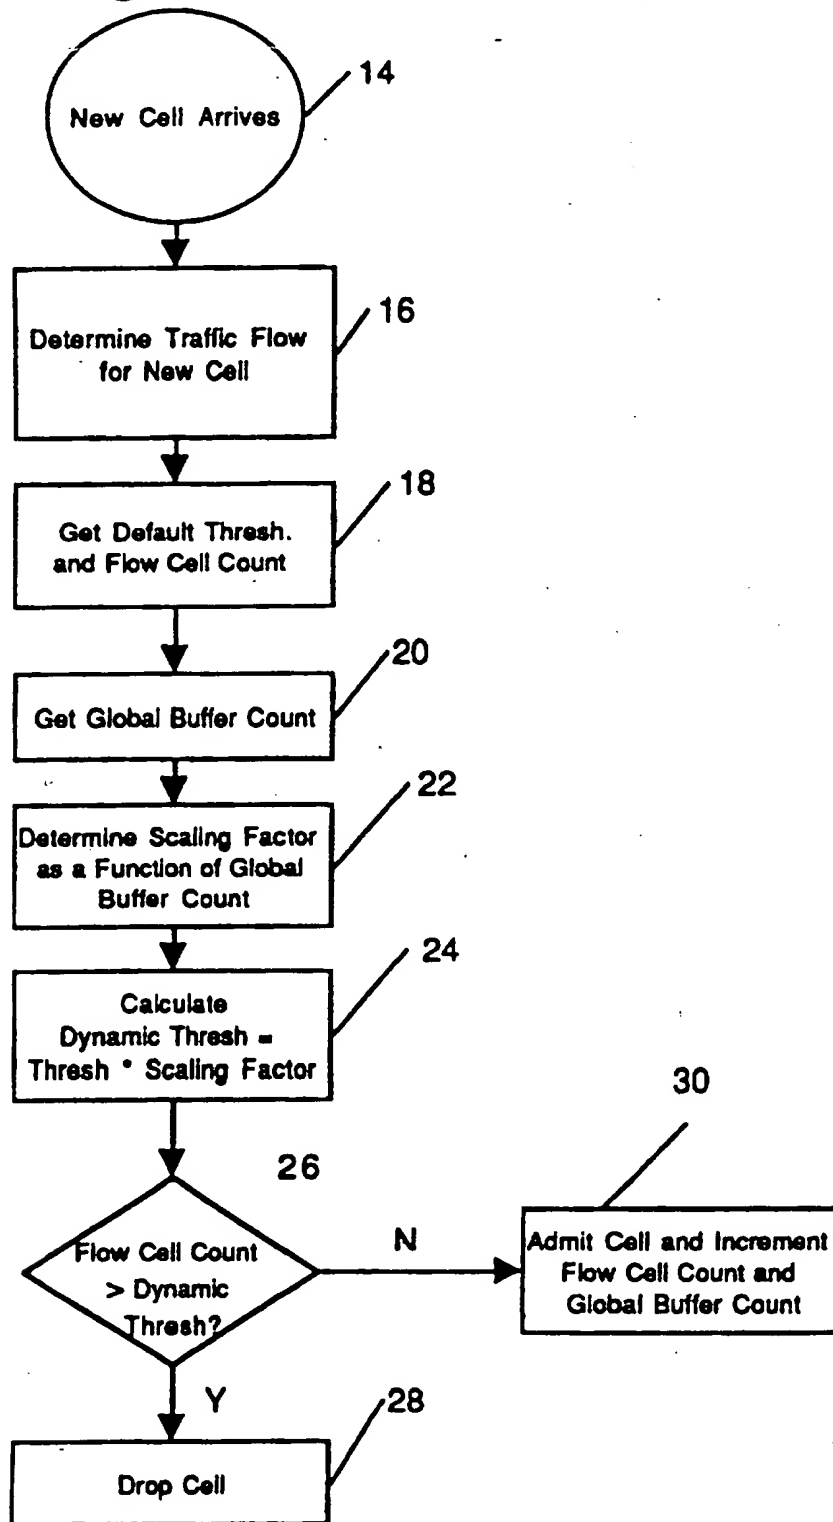 14
New Cell Arrives
16
Determine Traffic Flow
for New Cell
18
Get Default Thresh.
and Flow Cell Count
20
Get Global Buffer Count
22
Determine Scaling Factor
as a Function of Global
Buffer Count
24
Calculate
Dynamic Thresh =
Thresh * Scaling Factor
30
26
Flow Cell Count
> Dynamic
Thresh?
N
Admit Cell and Increment
Flow Cell Count and
Global Buffer Count
Y
28
Drop Cell